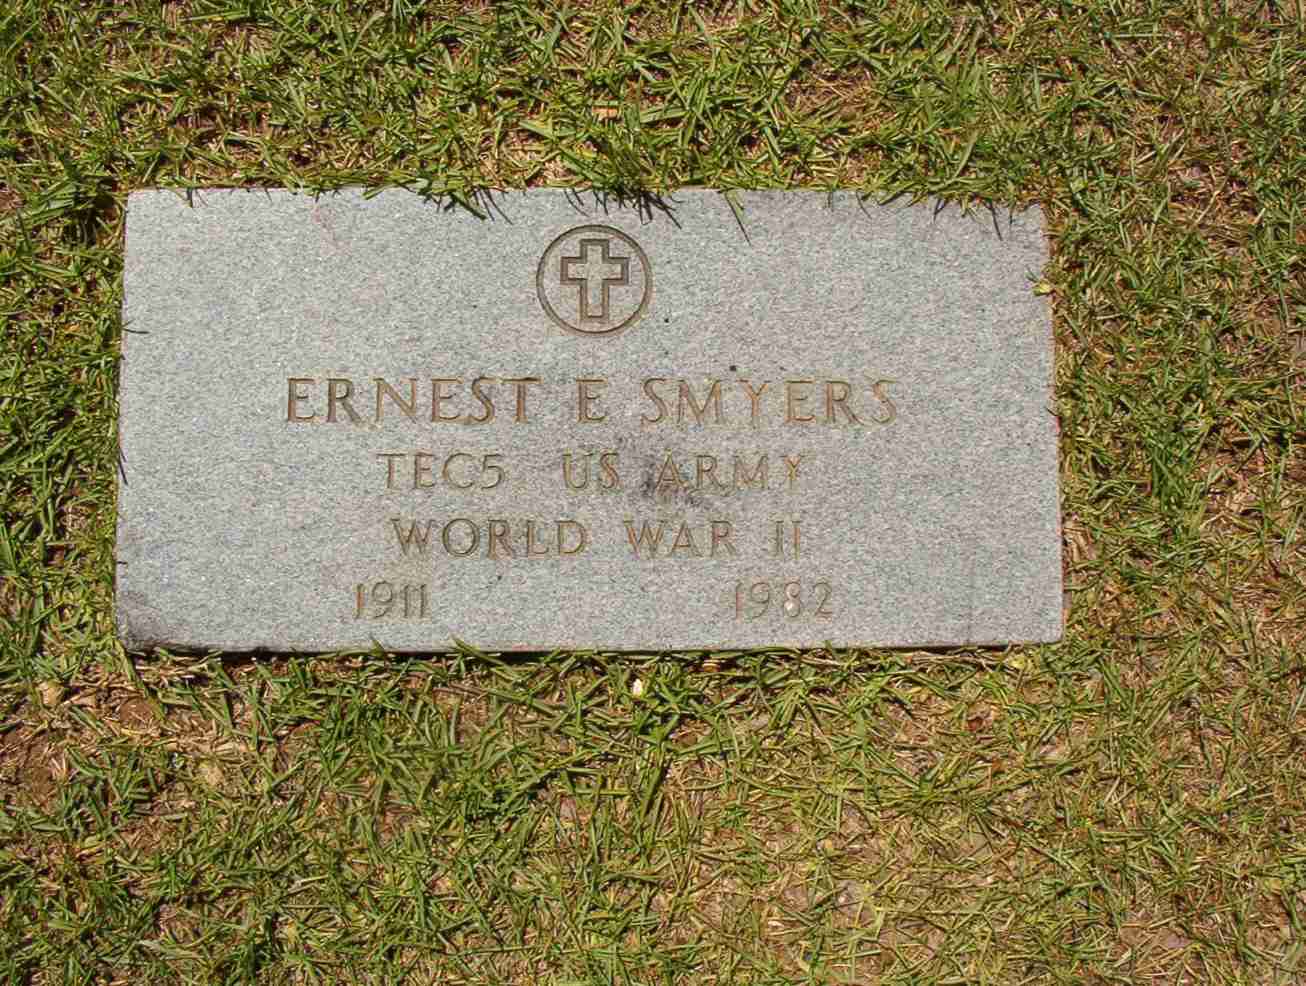 ERNEST E SMYERS
TEC5 US ARMY
WORLD WAR II
1911 1982